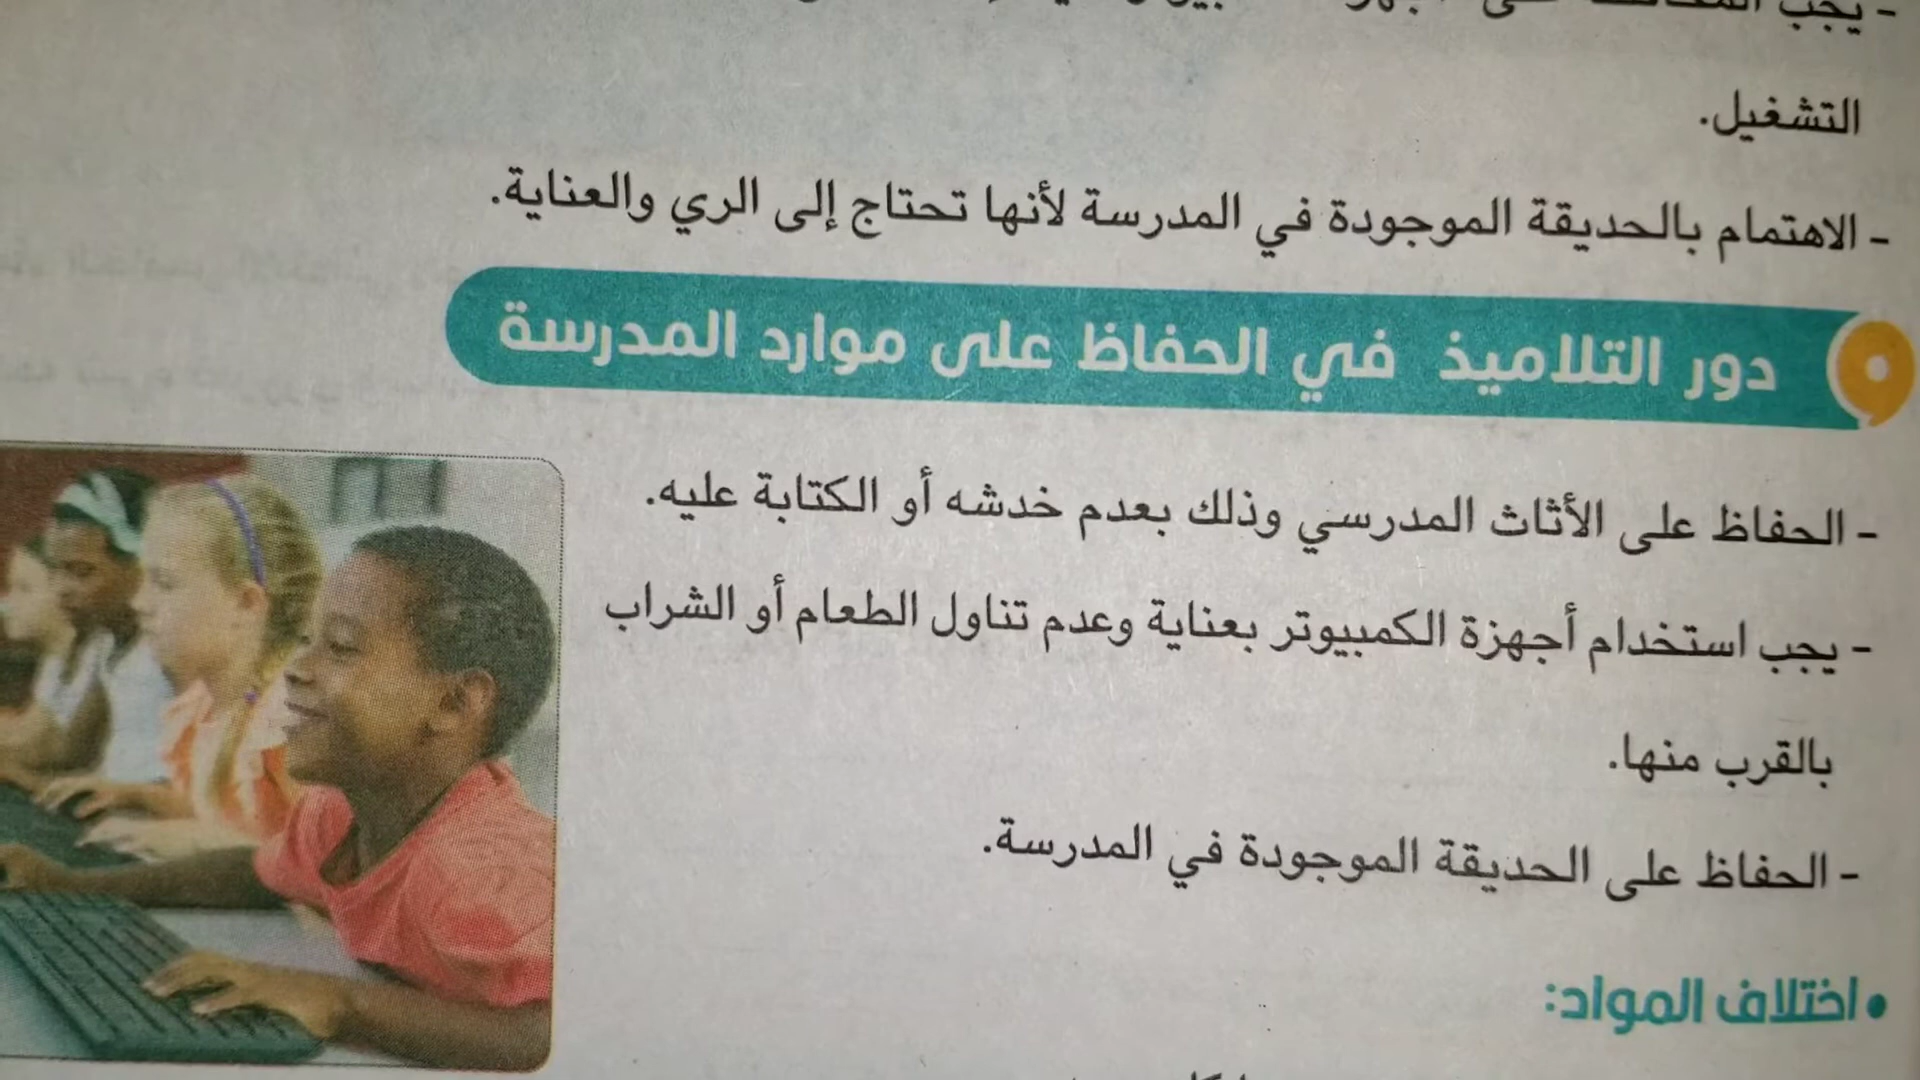 - يجب
التشغيل.
- الاهتمام بالحديقة الموجودة في المدرسة لأنها تحتاج إلى الري والعناية.
دور التلاميذ في الحفاظ على موارد المدرسة
- الحفاظ على الأثاث المدرسي وذلك بعدم خدشه أو الكتابة عليه.
- يجب استخدام أجهزة الكمبيوتر بعناية وعدم تناول الطعام أو الشراب
بالقرب منها.
- الحفاظ على الحديقة الموجودة في المدرسة.
• اختلاف المواد: